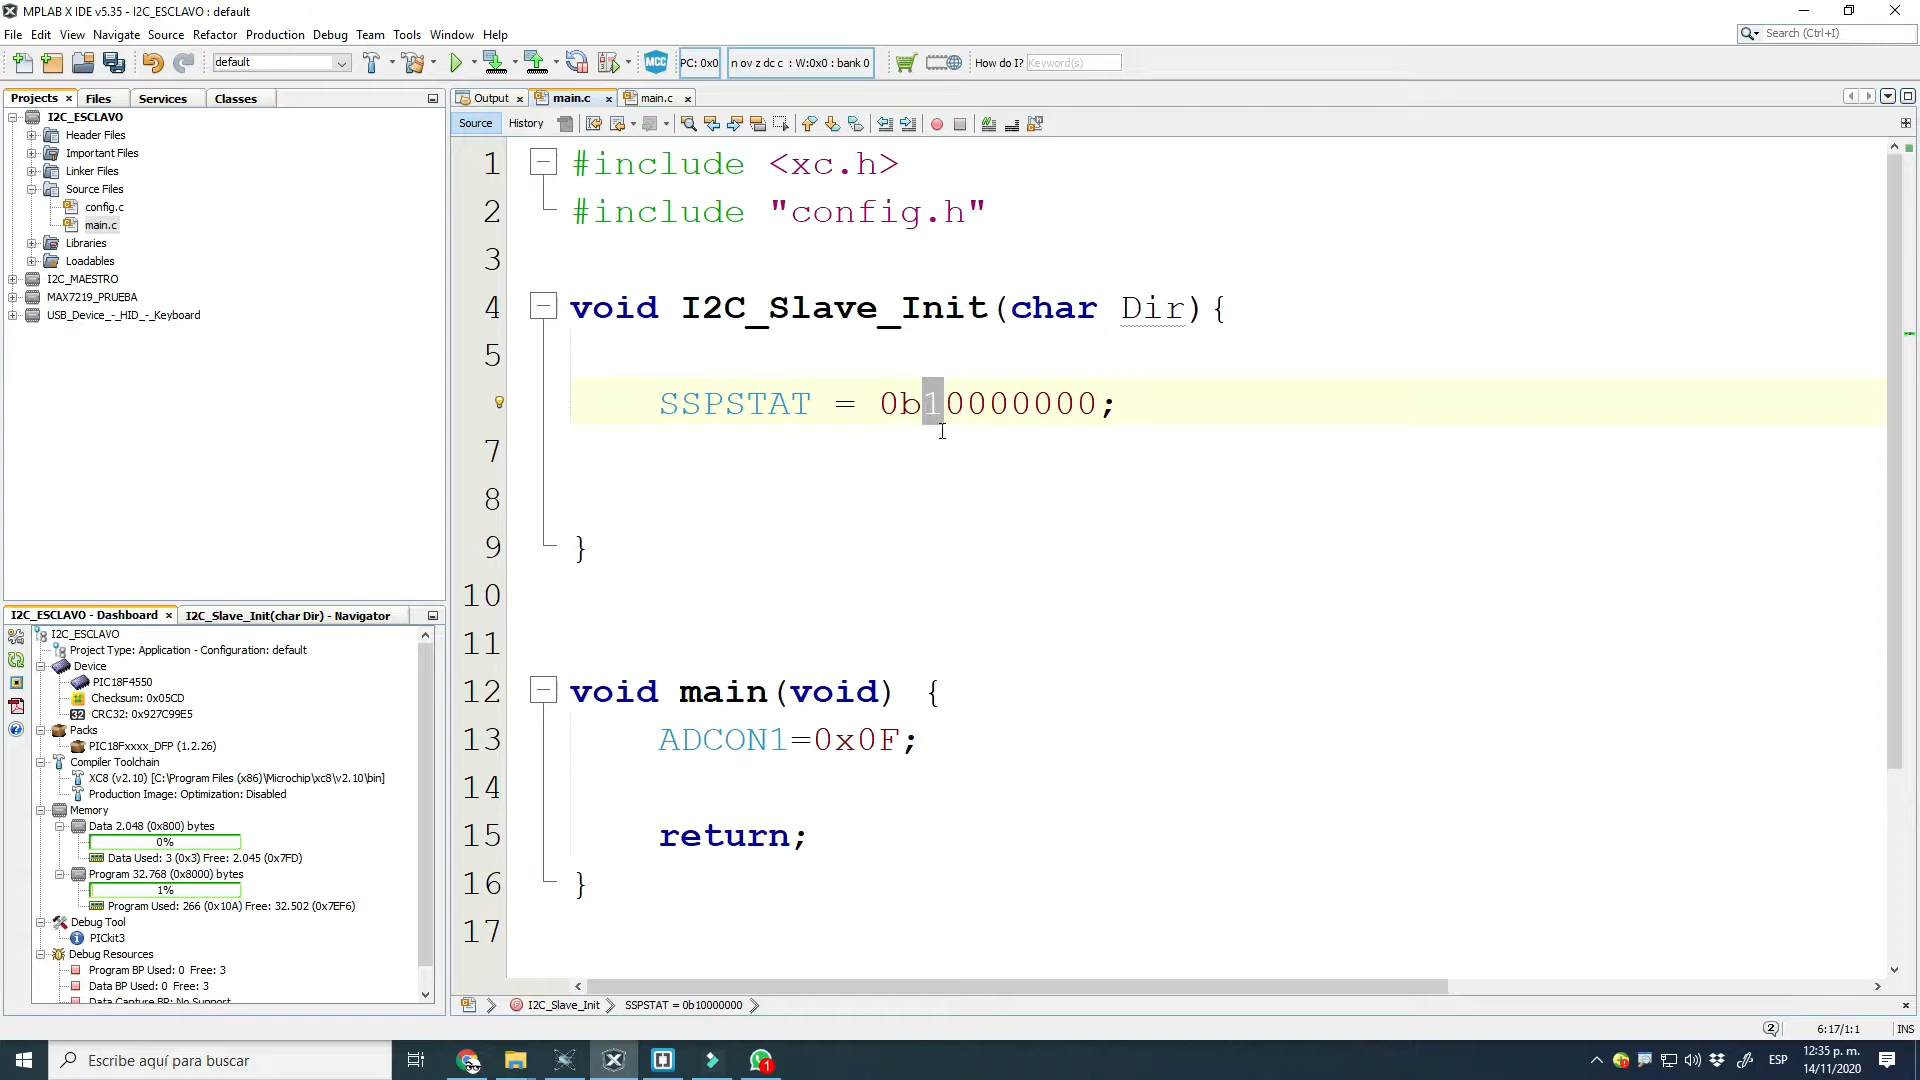 MPLAB X IDE v5.35 - I2C_ESCLAVO : default
File Edit View Navigate Source Refactor Production Debug Team Tools Window Help
Search (Ctrl+I)
default
MCC
PC: 0x0
n ov z dc c : W:0x0 : bank 0
How do I? Keyword(s)
Projects Files Services Classes
Output main.c main.c
Source History
I2C_ESCLAVO
Header Files
Important Files
Linker Files
Source Files
config.c
main.c
Libraries
Loadables
I2C_MAESTRO
MAX7219_PRUEBA
USB_Device_-_HID_-_Keyboard
1 #include <xc.h>
2 #include "config.h"
3
4 void I2C_Slave_Init(char Dir){
5
SSPSTAT = 0b10000000;
7
8
9 }
10
11
12 void main(void) {
13 ADCON1=0x0F;
14
15 return;
16 }
17
I2C_ESCLAVO - Dashboard I2C_Slave_Init(char Dir) - Navigator
I2C_ESCLAVO
Project Type: Application - Configuration: default
Device
PIC18F4550
Checksum: 0x05CD
32 CRC32: 0x927C99E5
Packs
PIC18Fxxxx_DFP (1.2.26)
Compiler Toolchain
XC8 (v2.10) [C:\Program Files (x86)\Microchip\xc8\v2.10\bin]
Production Image: Optimization: Disabled
Memory
Data 2.048 (0x800) bytes
0%
Data Used: 3 (0x3) Free: 2.045 (0x7FD)
Program 32.768 (0x8000) bytes
1%
Program Used: 266 (0x10A) Free: 32.502 (0x7EF6)
Debug Tool
PICkit3
Debug Resources
Program BP Used: 0 Free: 3
Data BP Used: 0 Free: 3
Data Capture BP: No Support
I2C_Slave_Init SSPSTAT = 0b10000000
2 6:17/1:1 INS
Escribe aquí para buscar
1
ESP
12:35 p. m.
14/11/2020